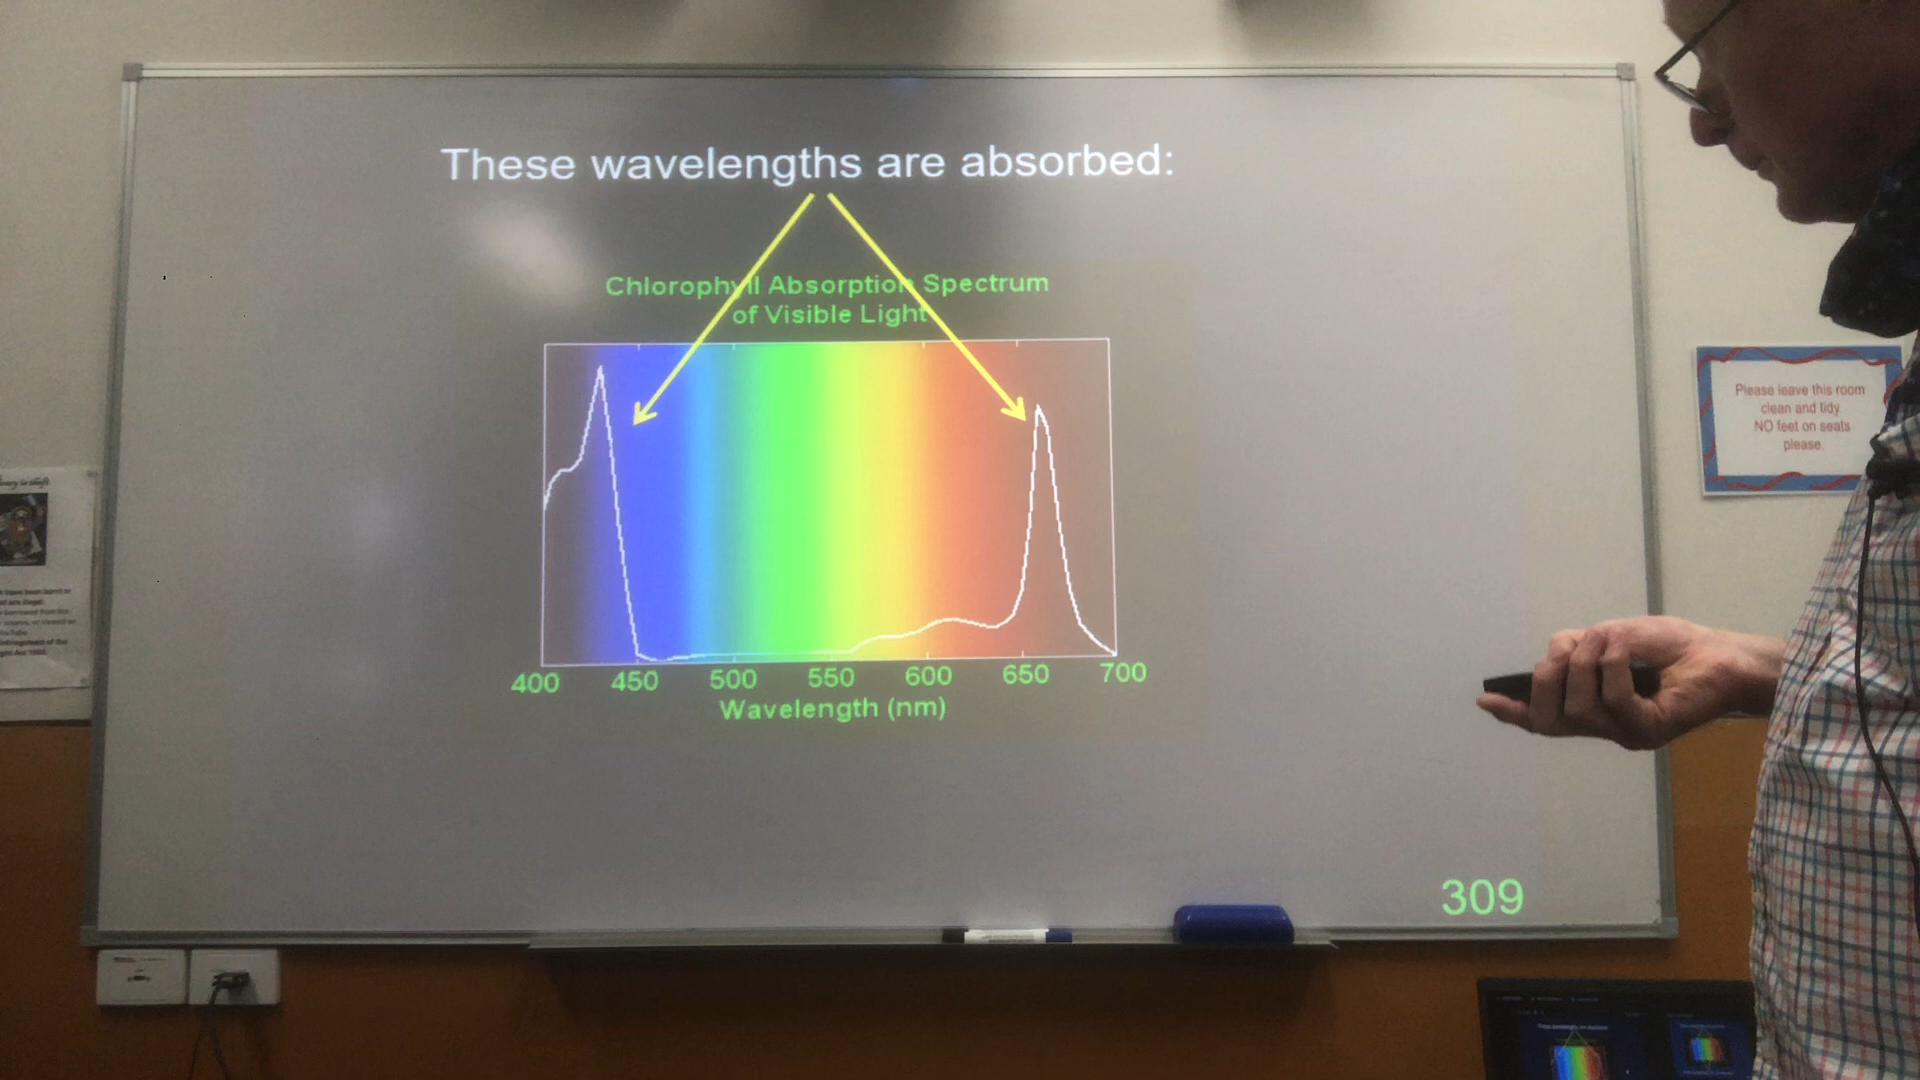 These wavelengths are absorbed:
Chlorophyll Absorption Spectrum
of Visible Light
400 450 500 550 600 650 700
Wavelength (nm)
309
Please leave this room
clean and tidy
NO feet on seats
please.